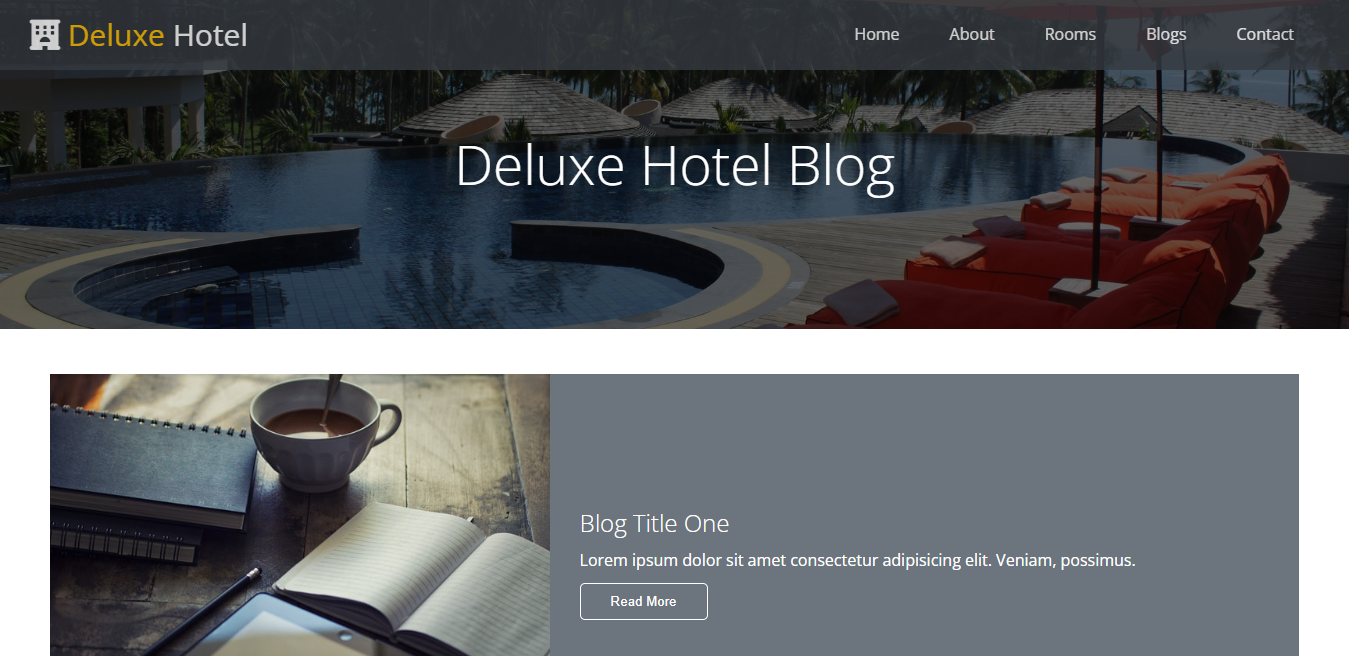 Deluxe Hotel
Home About Rooms Blogs Contact
Deluxe Hotel Blog
Blog Title One
Lorem ipsum dolor sit amet consectetur adipisicing elit. Veniam, possimus.
Read More